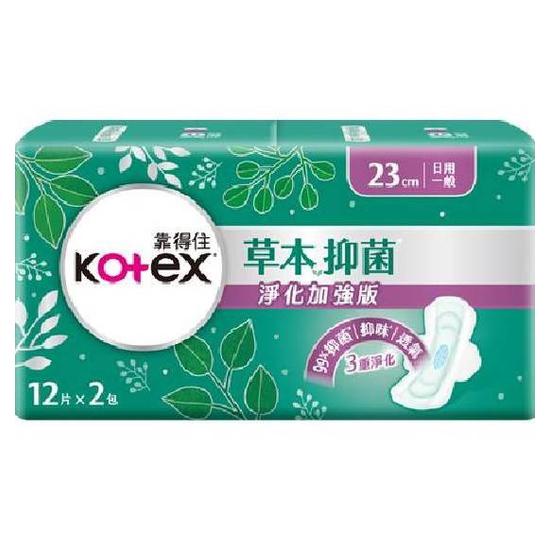 23cm 日用
一般
靠得住
Kotex
草本抑菌
淨化加強版
99%抑菌* 抑味 透氣
3重淨化
12片×2包